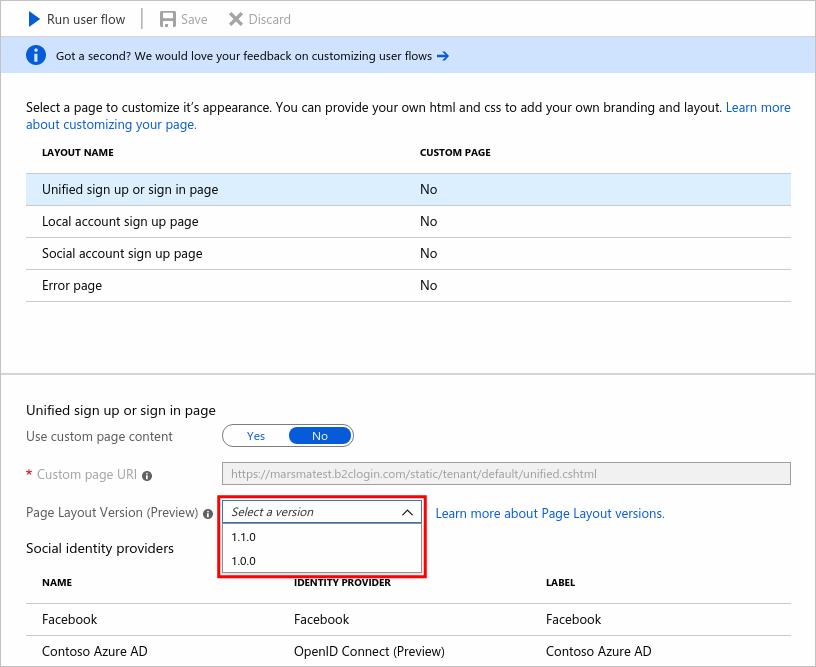 Run user flow Save Discard
Got a second? We would love your feedback on customizing user flows →
Select a page to customize it's appearance. You can provide your own html and css to add your own branding and layout. Learn more
about customizing your page.
LAYOUT NAME CUSTOM PAGE
Unified sign up or sign in page No
Local account sign up page No
Social account sign up page No
Error page No
Unified sign up or sign in page
Use custom page content Yes No
* Custom page URI https://marsmatest.b2clogin.com/static/tenant/default/unified.cshtml
Page Layout Version (Preview) Select a version Learn more about Page Layout versions.
1.1.0
Social identity providers
1.0.0
NAME IDENTITY PROVIDER LABEL
Facebook Facebook Facebook
Contoso Azure AD OpenID Connect (Preview) Contoso Azure AD